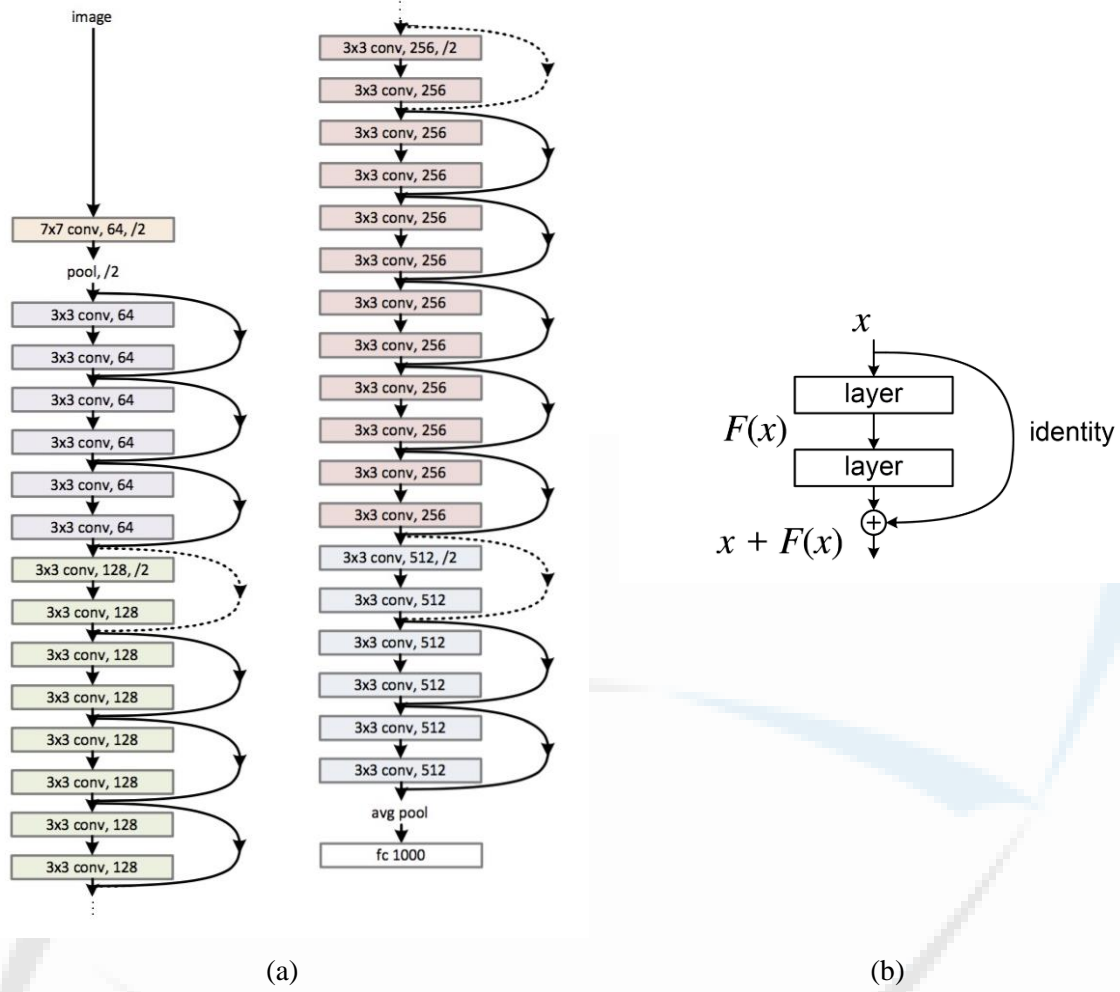 image
7x7 conv, 64, /2
pool, /2
3x3 conv, 64
3x3 conv, 64
3x3 conv, 64
3x3 conv, 64
3x3 conv, 64
3x3 conv, 64
3x3 conv, 128, /2
3x3 conv, 128
3x3 conv, 128
3x3 conv, 128
3x3 conv, 128
3x3 conv, 128
3x3 conv, 128
3x3 conv, 128
3x3 conv, 256, /2
3x3 conv, 256
3x3 conv, 256
3x3 conv, 256
3x3 conv, 256
3x3 conv, 256
3x3 conv, 256
3x3 conv, 256
3x3 conv, 256
3x3 conv, 256
3x3 conv, 256
3x3 conv, 256
3x3 conv, 512, /2
3x3 conv, 512
3x3 conv, 512
3x3 conv, 512
3x3 conv, 512
3x3 conv, 512
avg pool
fc 1000
(a)
x
layer
F(x)
identity
layer
+
x + F(x)
(b)